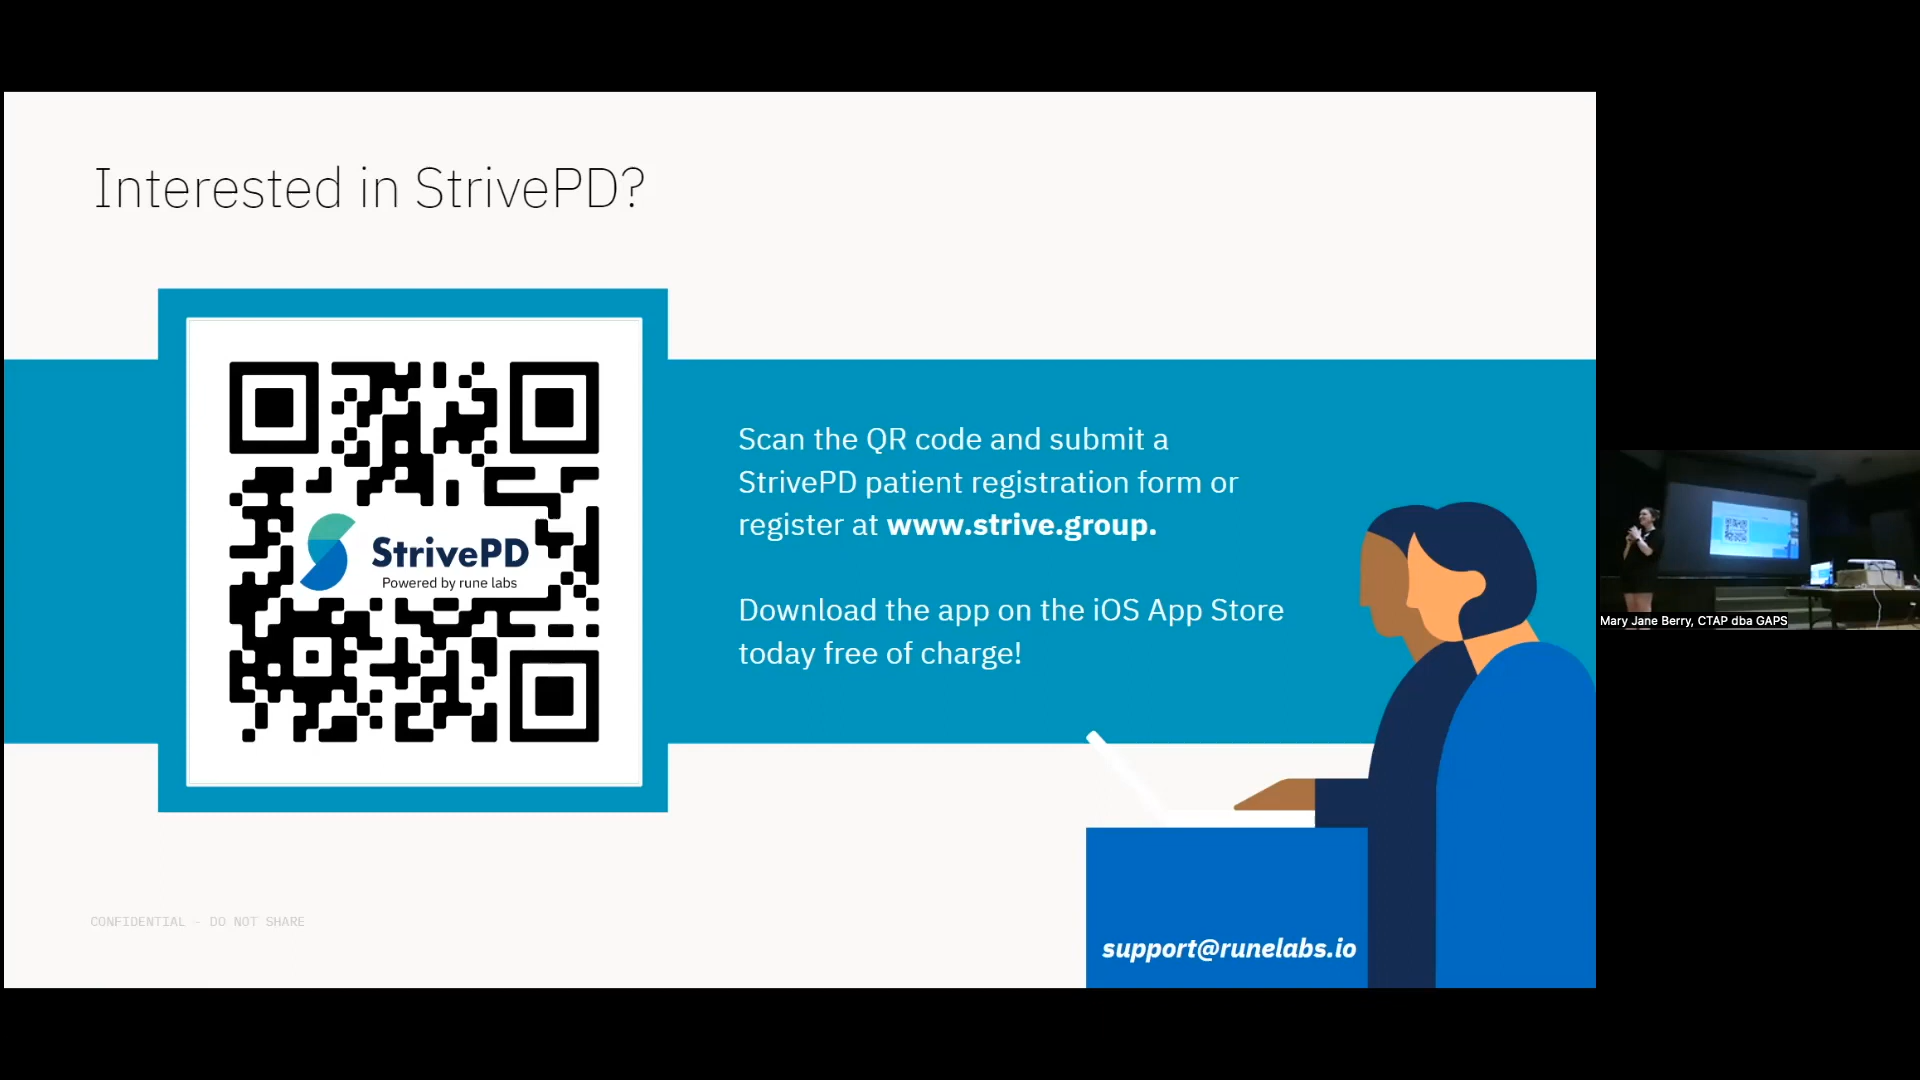 Interested in StrivePD?
StrivePD
Powered by rune labs
Scan the QR code and submit a
StrivePD patient registration form or
register at www.strive.group.
Download the app on the iOS App Store
today free of charge!
Mary Jane Berry, CTAP dba GAPS
CONFIDENTIAL – DO NOT SHARE
support@runelabs.io